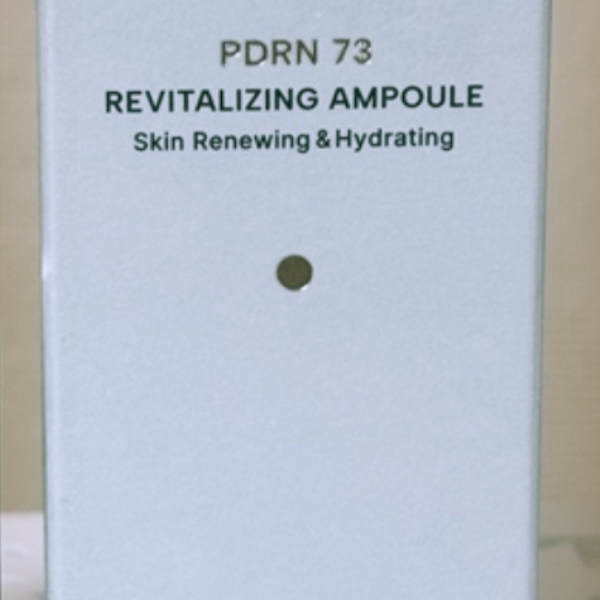 PDRN 73
REVITALIZING AMPOULE
Skin Renewing & Hydrating